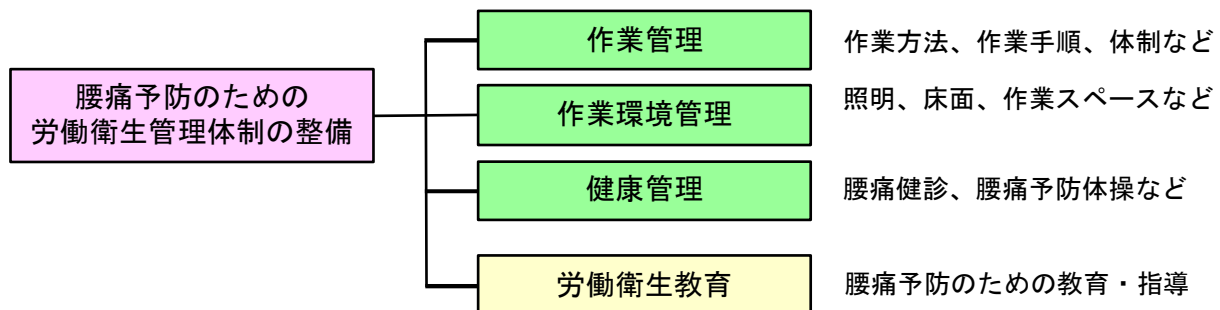 作業管理
作業方法、作業手順、体制など
腰痛予防のための
労働衛生管理体制の整備
作業環境管理
照明、床面、作業スペースなど
健康管理
腰痛健診、腰痛予防体操など
労働衛生教育
腰痛予防のための教育・指導